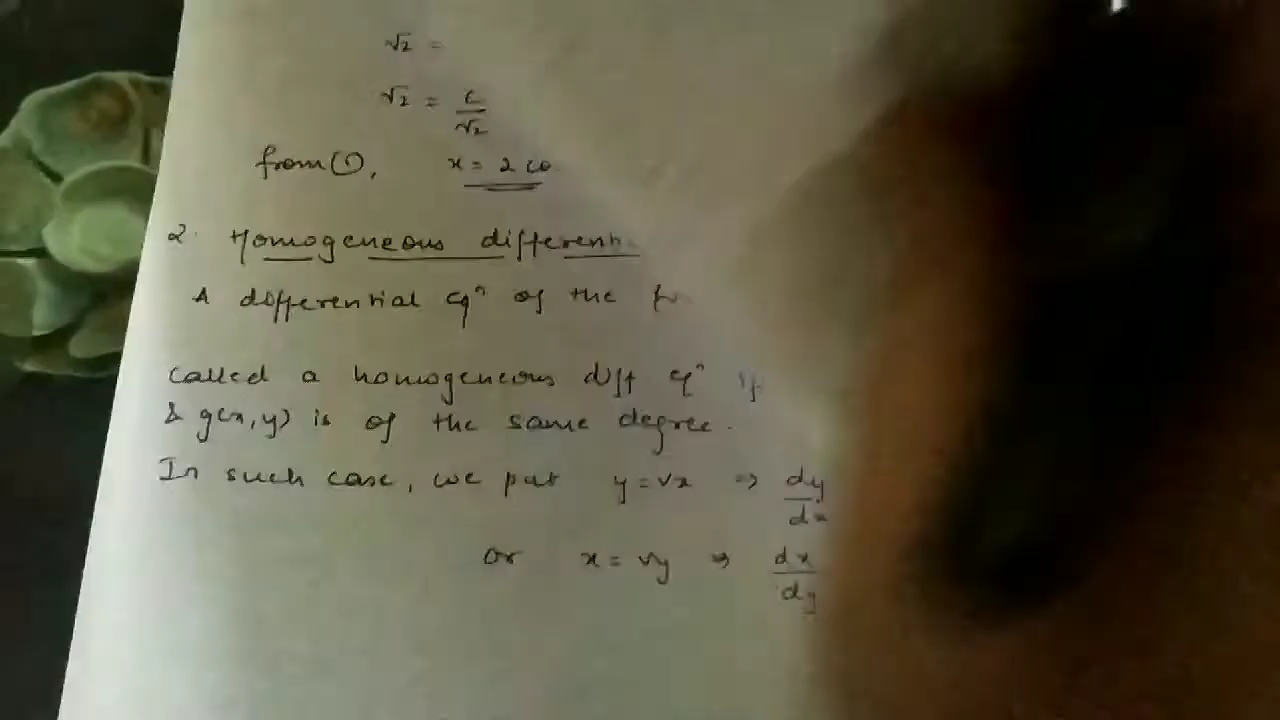 √2 =
√2 = c/√2
from ①, x = 2 co
2. Homogeneous different
A differential eqⁿ of the
called a homogeneous diff eqⁿ if
& g(x,y) is of the same degree.
In such case, we put y = vx ⇒ dy/dx
or x = vy ⇒ dx/dy